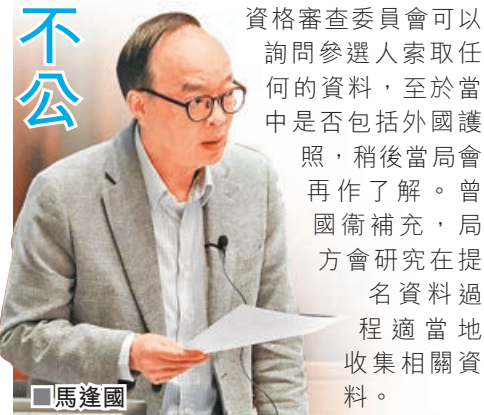 不公
資格審查委員會可以
詢問參選人索取任
何的資料，至於當
中是否包括外國護
照，稍後當局會
再作了解。曾
國衞補充，局
方會研究在提
名資料過
程適當地
收集相關資
料。
■馬逢國